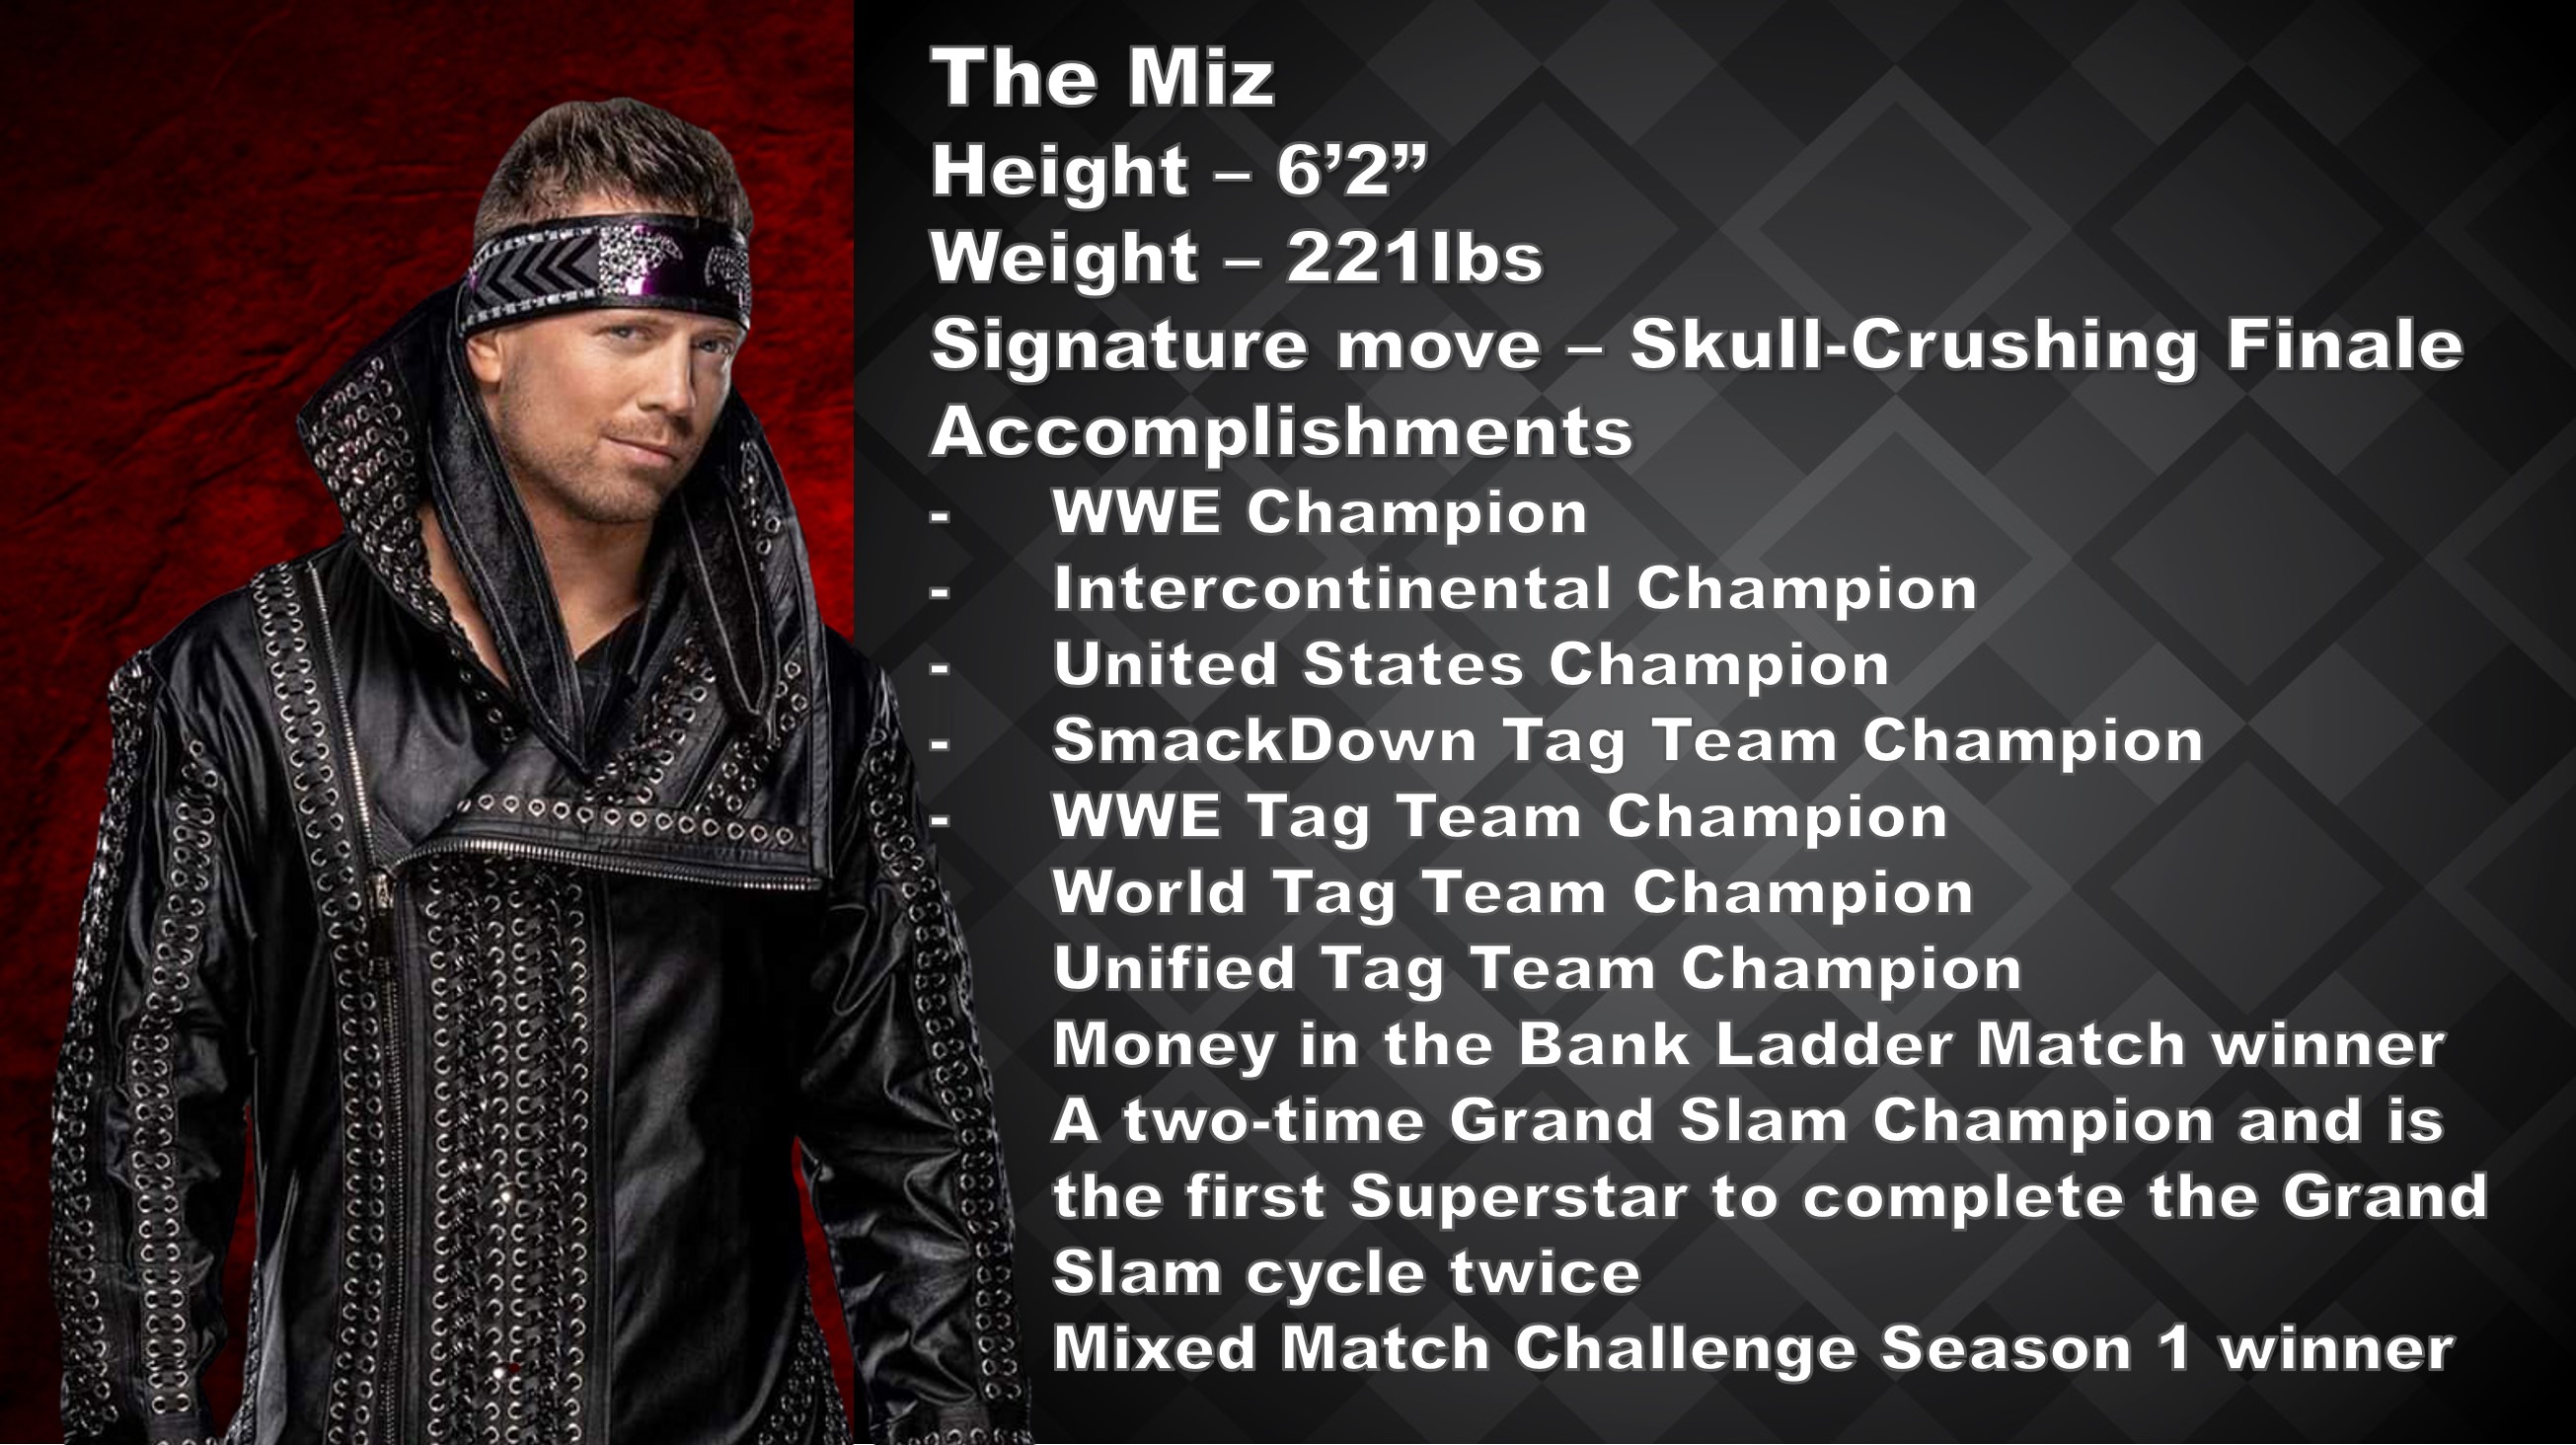 The Miz
Height – 6’2”
Weight – 221lbs
Signature move – Skull-Crushing Finale
Accomplishments
- WWE Champion
- Intercontinental Champion
- United States Champion
- SmackDown Tag Team Champion
- WWE Tag Team Champion
World Tag Team Champion
Unified Tag Team Champion
Money in the Bank Ladder Match winner
A two-time Grand Slam Champion and is
the first Superstar to complete the Grand
Slam cycle twice
Mixed Match Challenge Season 1 winner